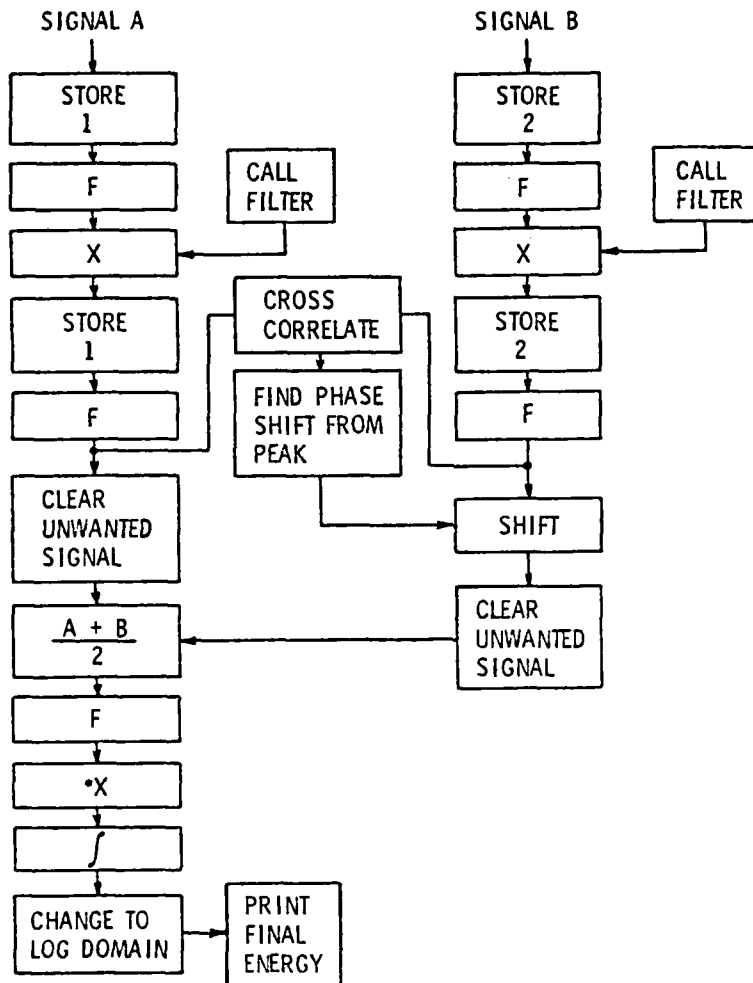 SIGNAL A
STORE
1
F
CALL
FILTER
X
STORE
1
F
CLEAR
UNWANTED
SIGNAL
A + B
2
F
*X
∫
CHANGE TO
LOG DOMAIN
PRINT
FINAL
ENERGY
CROSS
CORRELATE
FIND PHASE
SHIFT FROM
PEAK
SIGNAL B
STORE
2
F
CALL
FILTER
X
STORE
2
F
SHIFT
CLEAR
UNWANTED
SIGNAL